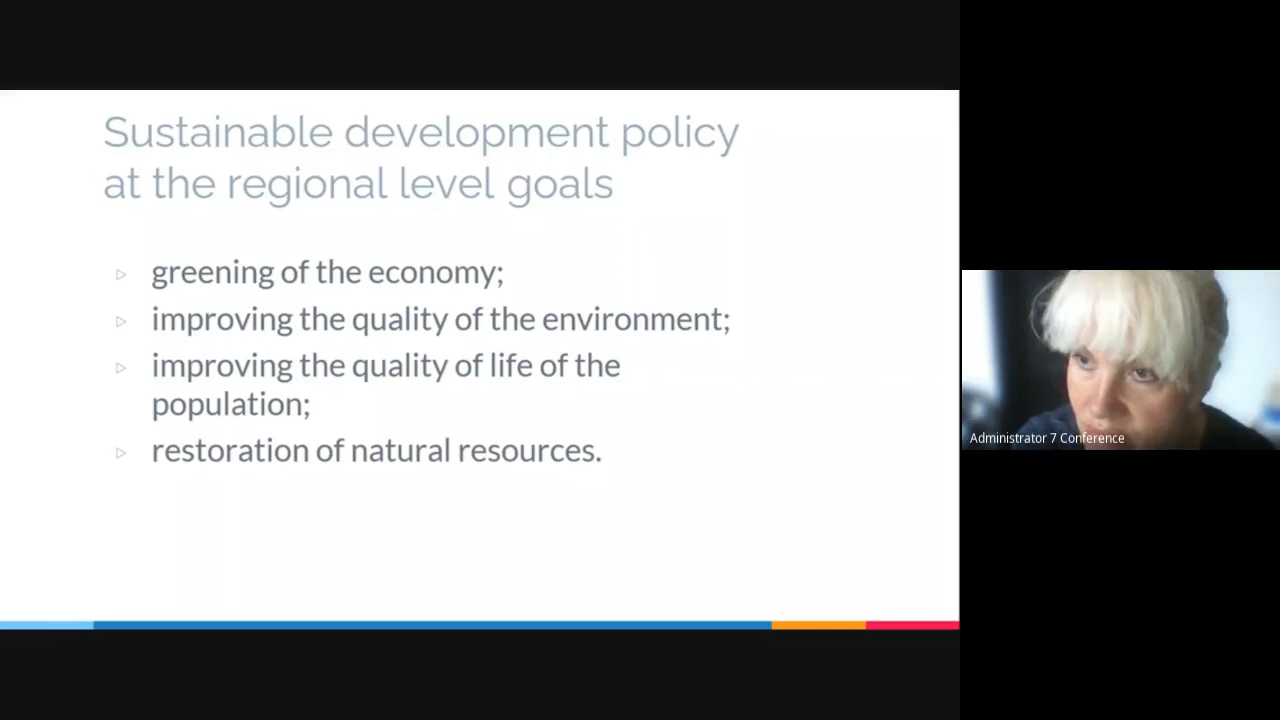 Sustainable development policy
at the regional level goals
greening of the economy;
improving the quality of the environment;
improving the quality of life of the
population;
restoration of natural resources.
Administrator 7 Conference